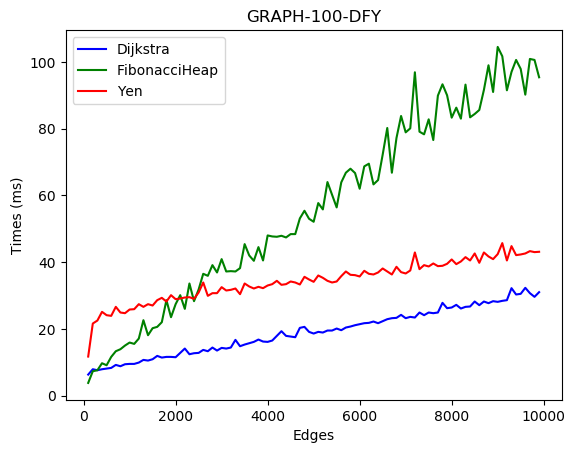 GRAPH-100-DFY
Dijkstra
FibonacciHeap
Yen
Times (ms)
100
80
60
40
20
0
0 2000 4000 6000 8000 10000
Edges